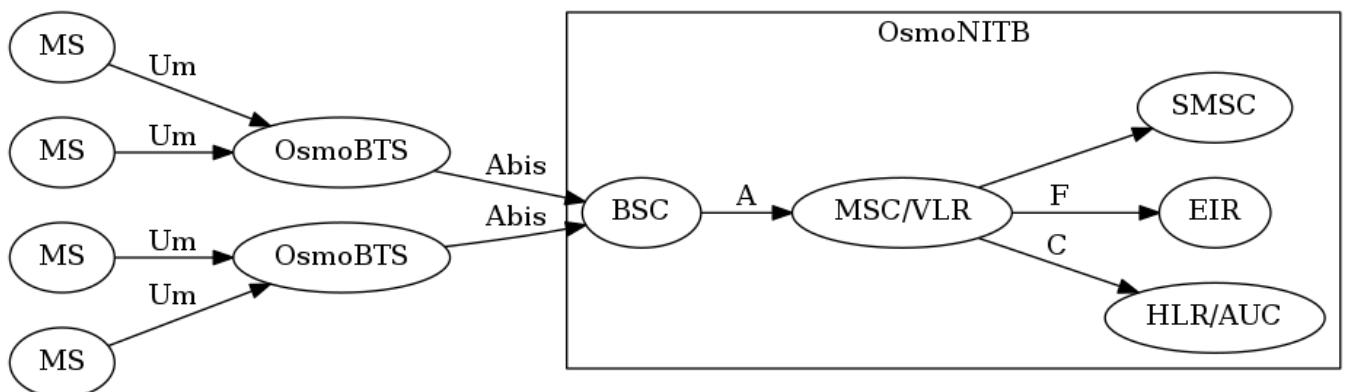 OsmoNITB
MS
Um
SMSC
MS
Um
OsmoBTS
Abis
BSC
A
MSC/VLR
F
EIR
Abis
MS
Um
OsmoBTS
C
Um
HLR/AUC
MS